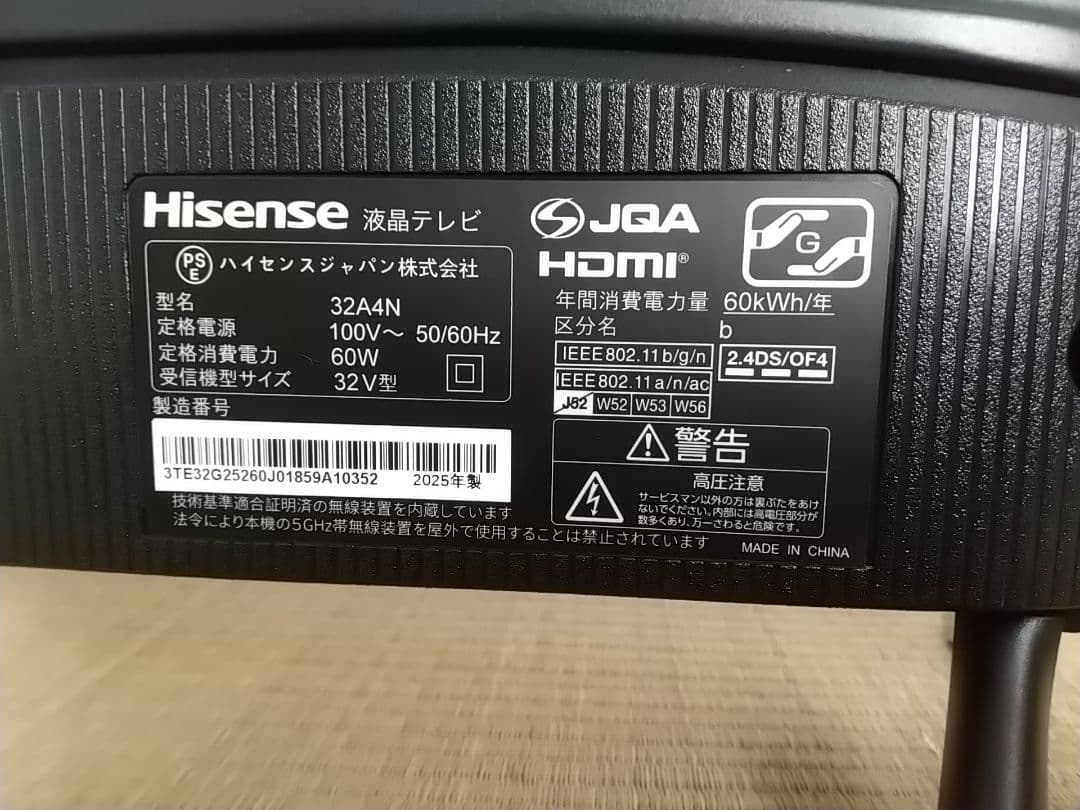 Hisense 液晶テレビ
PS
E
ハイセンスジャパン株式会社
型名 32A4N
定格電源 100V～ 50/60Hz
定格消費電力 60W
受信機型サイズ 32V型
製造番号
3TE32G25260J01859A10352 2025年製
技術基準適合証明済の無線装置を内蔵しています
法令により本機の5GHz帯無線装置を屋外で使用することは禁止されています
JQA
HDMI®
G
年間消費電力量 60kWh/年
区分名 b
IEEE802.11b/g/n
2.4DS/OF4
IEEE802.11a/n/ac
J52 W52 W53 W56
警告
高圧注意
サービスマン以外の方は裏ぶたをあけ
ないでください。内部には高電圧部分が
数多くあり、万一さわると危険です。
MADE IN CHINA